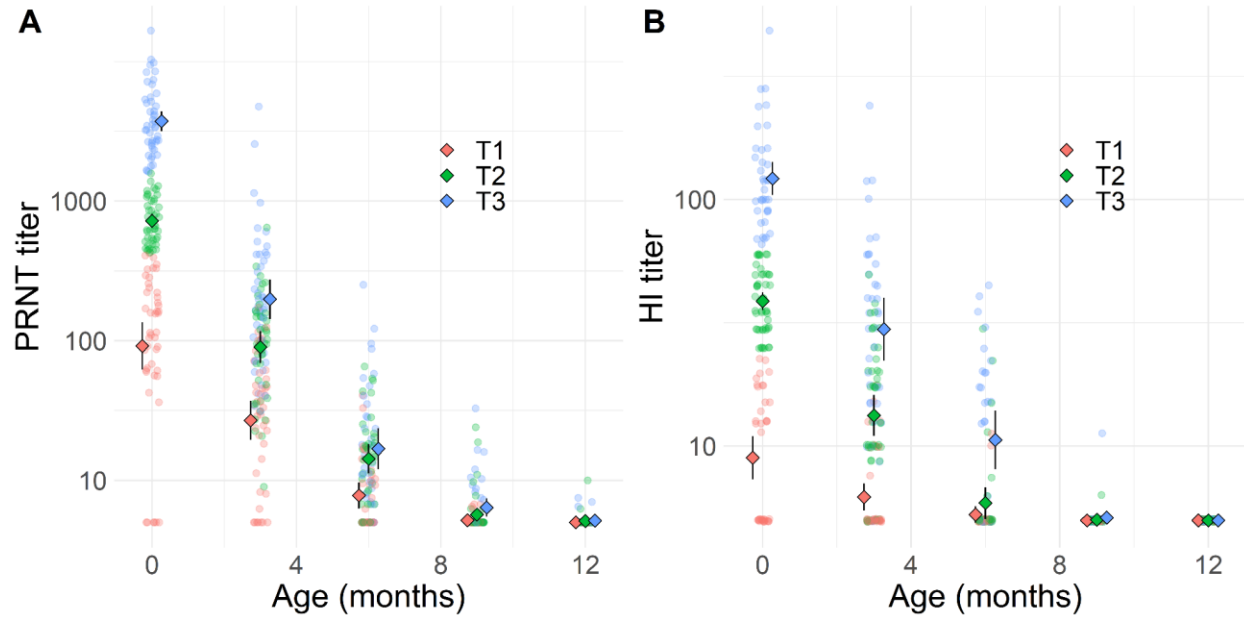 A
PRNT titer
1000
100
10
0
4
8
12
Age (months)
T1
T2
T3
B
HI titer
100
10
0
4
8
12
Age (months)
T1
T2
T3